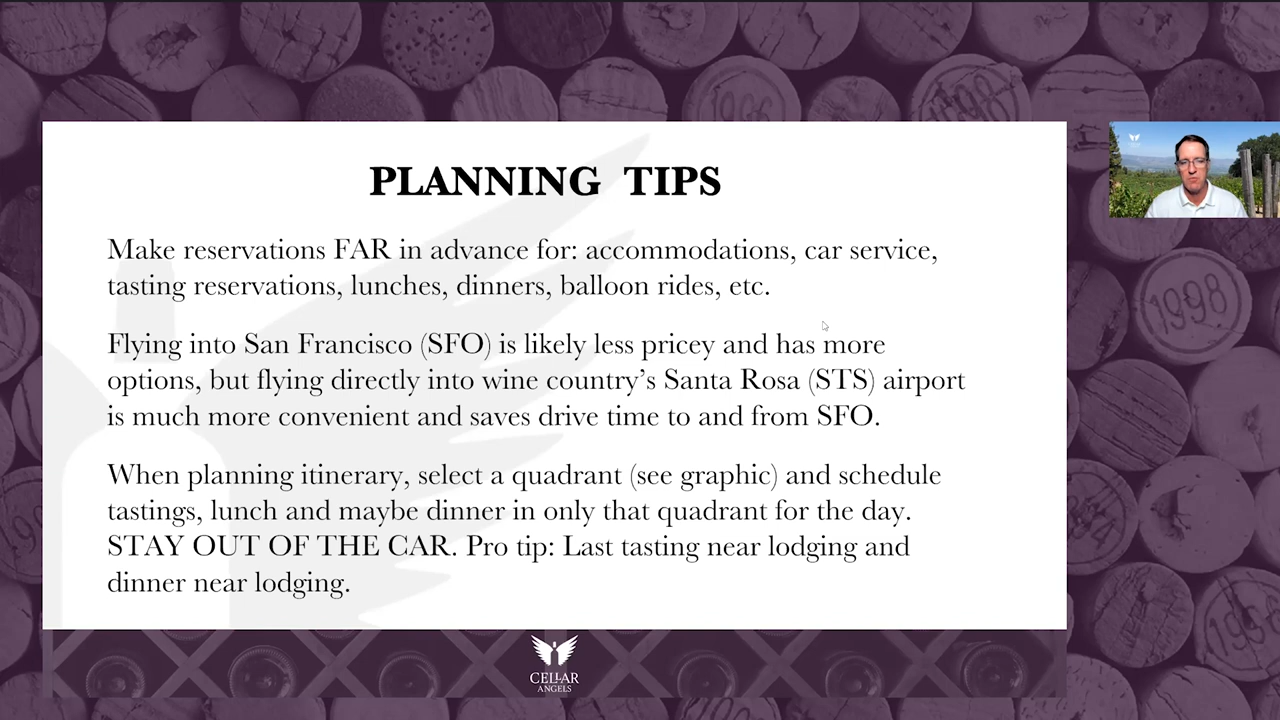 PLANNING TIPS
Make reservations FAR in advance for: accommodations, car service,
tasting reservations, lunches, dinners, balloon rides, etc.
Flying into San Francisco (SFO) is likely less pricey and has more
options, but flying directly into wine country’s Santa Rosa (STS) airport
is much more convenient and saves drive time to and from SFO.
When planning itinerary, select a quadrant (see graphic) and schedule
tastings, lunch and maybe dinner in only that quadrant for the day.
STAY OUT OF THE CAR. Pro tip: Last tasting near lodging and
dinner near lodging.
CELLAR
ANGELS
1998